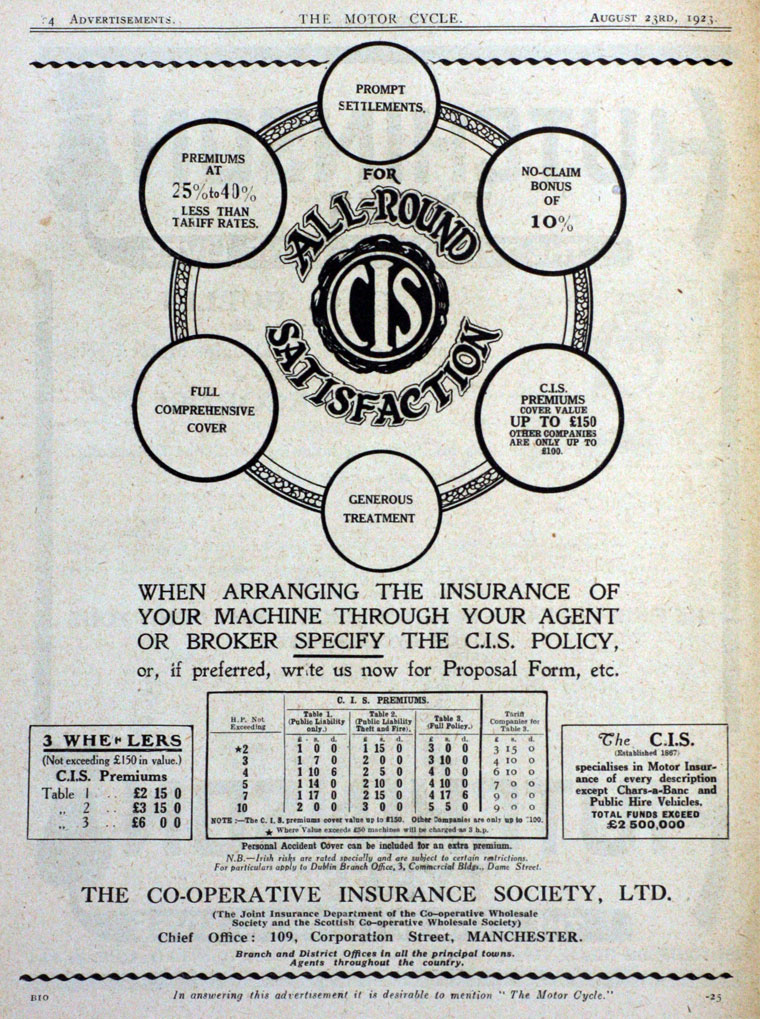 :4 ADVERTISEMENTS. THE MOTOR CYCLE. AUGUST 23RD, 1923.
PROMPT
SETTLEMENTS.
PREMIUMS
AT
25% to 40%
LESS THAN
TARIFF RATES.
NO-CLAIM
BONUS
OF
10%
FOR
ALL-ROUND
CIS
SATISFACTION
FULL
COMPREHENSIVE
COVER
C.I.S.
PREMIUMS
COVER VALUE
UP TO £150
OTHER COMPANIES
ARE ONLY UP TO
£100.
GENEROUS
TREATMENT
WHEN ARRANGING THE INSURANCE OF
YOUR MACHINE THROUGH YOUR AGENT
OR BROKER SPECIFY THE C.I.S. POLICY,
or, if preferred, write us now for Proposal Form, etc.
3 WHEELERS
(Not exceeding £150 in value.)
C.I.S. Premiums
Table 1 .. £2 15 0
„ 2 .. £3 15 0
„ 3 .. £6 0 0
C. I. S. PREMIUMS.
H.P. Not Exceeding | Table 1. (Public Liability only.) | Table 2. (Public Liability Theft and Fire). | Table 3. (Full Policy.) | Tariff Companies for Table 3.
£ s. d. | £ s. d. | £ s. d. | £ s. d.
★2 | 1 0 0 | 1 15 0 | 3 0 0 | 3 15 0
3 | 1 7 0 | 2 0 0 | 3 10 0 | 4 10 0
4 | 1 10 6 | 2 5 0 | 4 0 0 | 6 10 0
5 | 1 14 0 | 2 10 0 | 4 10 0 | 7 0 0
7 | 1 17 0 | 2 15 0 | 4 17 6 | 9 0 0
10 | 2 0 0 | 3 0 0 | 5 5 0 | 9 0 0
NOTE :—The C. I. S. premiums cover value up to £150. Other Companies are only up to £100.
★ Where Value exceeds £50 machines will be charged as 3 h.p.
The C.I.S.
(Established 1867)
specialises in Motor Insur-
ance of every description
except Chars-a-Banc and
Public Hire Vehicles.
TOTAL FUNDS EXCEED
£2 500,000
Personal Accident Cover can be included for an extra premium.
N.B.—Irish risks are rated specially and are subject to certain restrictions.
For particulars apply to Dublin Branch Office, 3, Commercial Bldgs., Dame Street.
THE CO-OPERATIVE INSURANCE SOCIETY, LTD.
(The Joint Insurance Department of the Co-operative Wholesale
Society and the Scottish Co-operative Wholesale Society)
Chief Office: 109, Corporation Street, MANCHESTER.
Branch and District Offices in all the principal towns.
Agents throughout the country.
B10 In answering this advertisement it is desirable to mention "The Motor Cycle." -25